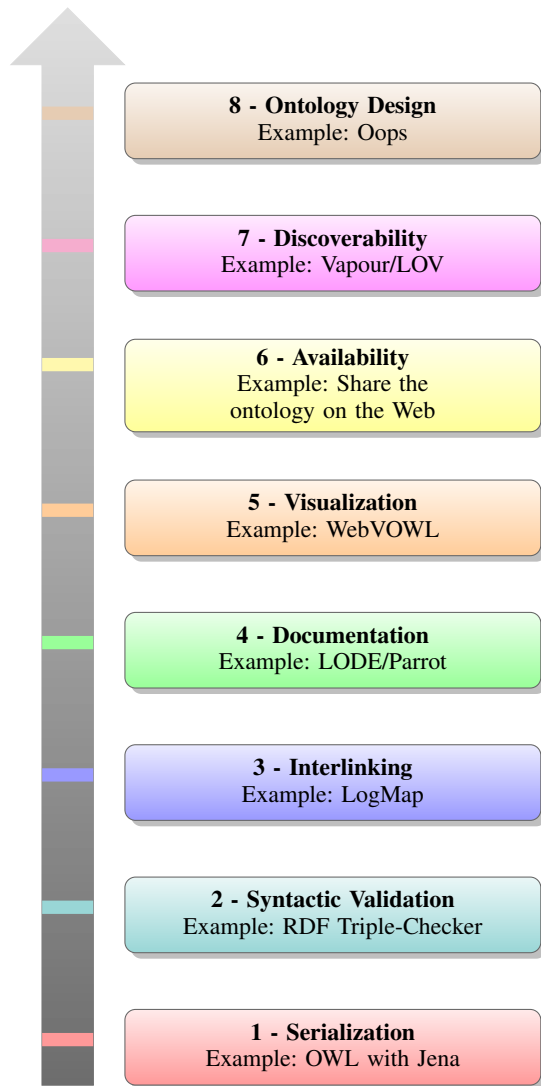 8 - Ontology Design
Example: Oops
7 - Discoverability
Example: Vapour/LOV
6 - Availability
Example: Share the
ontology on the Web
5 - Visualization
Example: WebVOWL
4 - Documentation
Example: LODE/Parrot
3 - Interlinking
Example: LogMap
2 - Syntactic Validation
Example: RDF Triple-Checker
1 - Serialization
Example: OWL with Jena